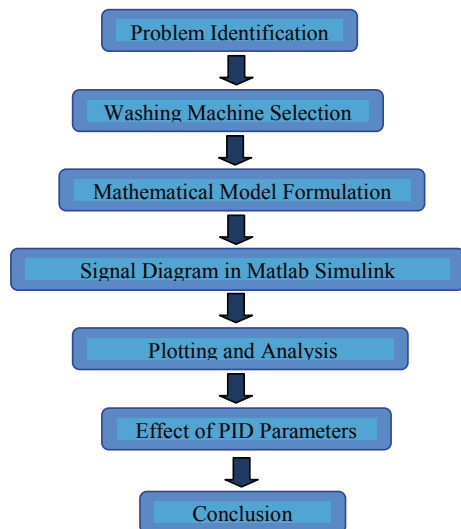 Problem Identification
Washing Machine Selection
Mathematical Model Formulation
Signal Diagram in Matlab Simulink
Plotting and Analysis
Effect of PID Parameters
Conclusion